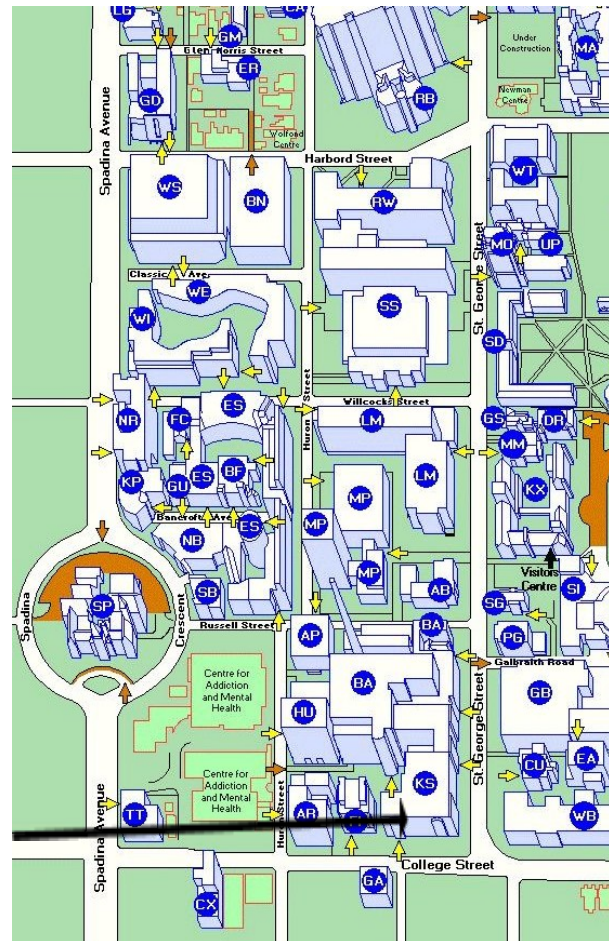 LG
GM
CA
Under
Construction
MA
Glen Morris Street
ER
GD
RB
Newman
Centre
Wolfond
Centre
Spadina Avenue
Harbord Street
WS
BN
RW
WT
MO
UP
St. George Street
WE
WI
SS
SD
Willcocks Street
NR
FC
ES
Huron Street
LM
GS
DR
MM
LM
KP
GU
ES
BF
MP
KX
Bancroft Ave
ES
MP
NB
MP
Visitors
Centre
SI
SP
SB
AB
SG
Spadina
Crescent
Russell Street
AP
BA
PG
Galbraith Road
Centre for
Addiction
and Mental
Health
BA
GB
HU
St. George Street
EA
CU
KS
Centre for
Addiction
and Mental
Health
TT
AR
WB
Spadina Avenue
College Street
CX
GA